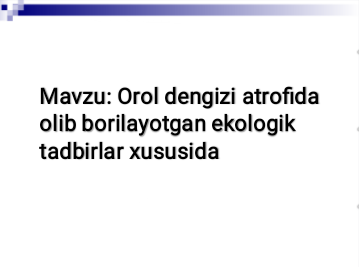 Mavzu: Orol dengizi atrofida
olib borilayotgan ekologik
tadbirlar xususida